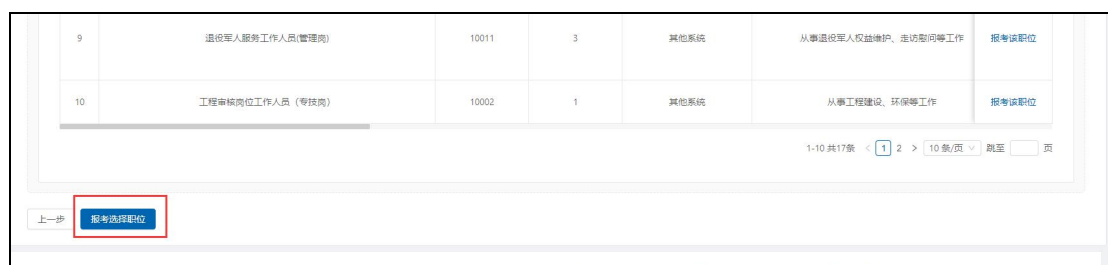 9 退役军人服务工作人员(管理岗) 10011 3 其他系统 从事退役军人权益维护、走访慰问等工作 报考该职位
10 工程审核岗位工作人员（专技岗） 10002 1 其他系统 从事工程建设、环保等工作 报考该职位
1-10 共17条 < 1 2 > 10 条/页 跳至 页
上一步 报考选择职位